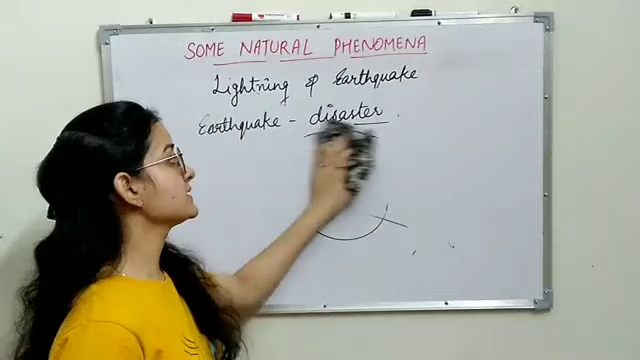 SOME NATURAL PHENOMENA
Lightning & Earthquake
Earthquake - disaster.